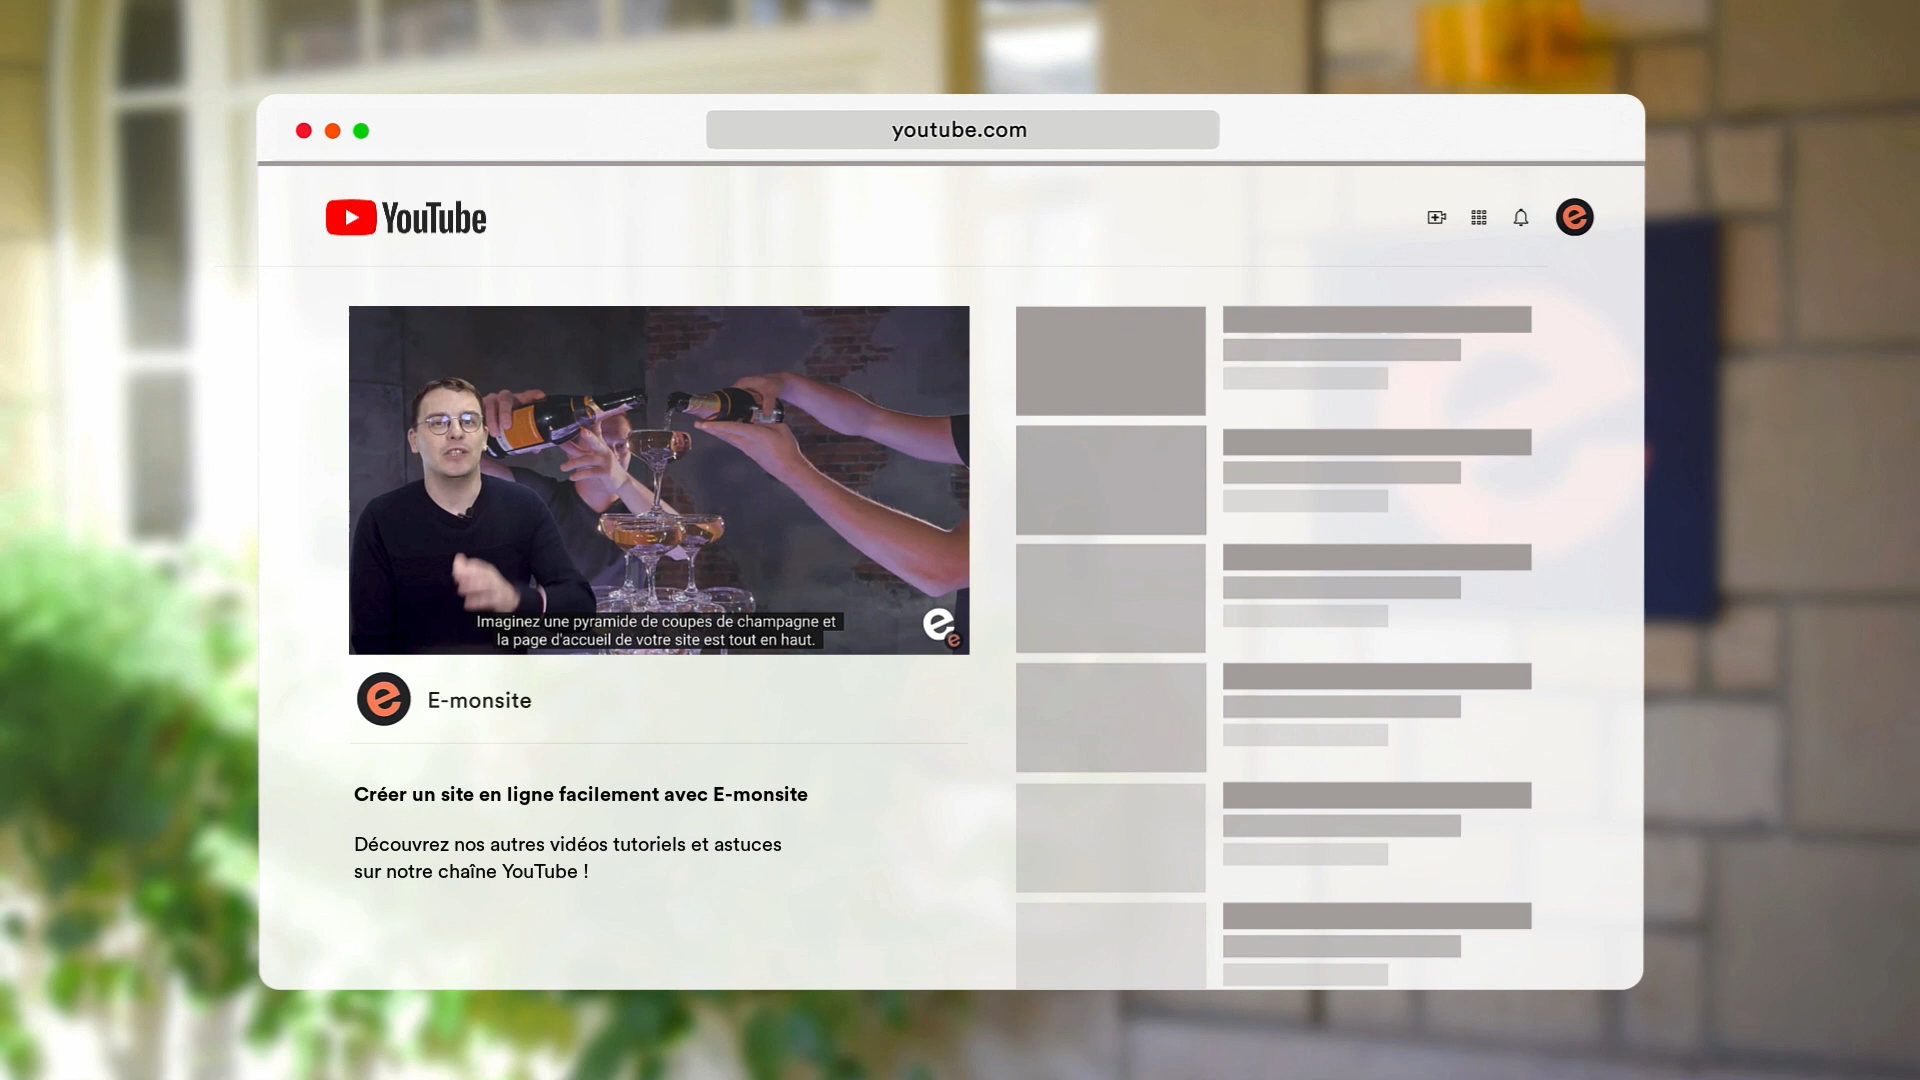 youtube.com
YouTube
Imaginez une pyramide de coupes de champagne et
la page d'accueil de votre site est tout en haut.
E-monsite
Créer un site en ligne facilement avec E-monsite
Découvrez nos autres vidéos tutoriels et astuces
sur notre chaîne YouTube !